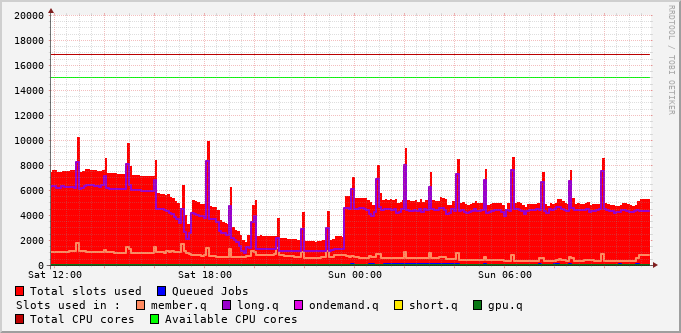 RRDTOOL / TOBI OETIKER
20000
18000
16000
14000
12000
10000
8000
6000
4000
2000
0
Sat 12:00 Sat 18:00 Sun 00:00 Sun 06:00
Total slots used Queued Jobs
Slots used in : member.q long.q ondemand.q short.q gpu.q
Total CPU cores Available CPU cores